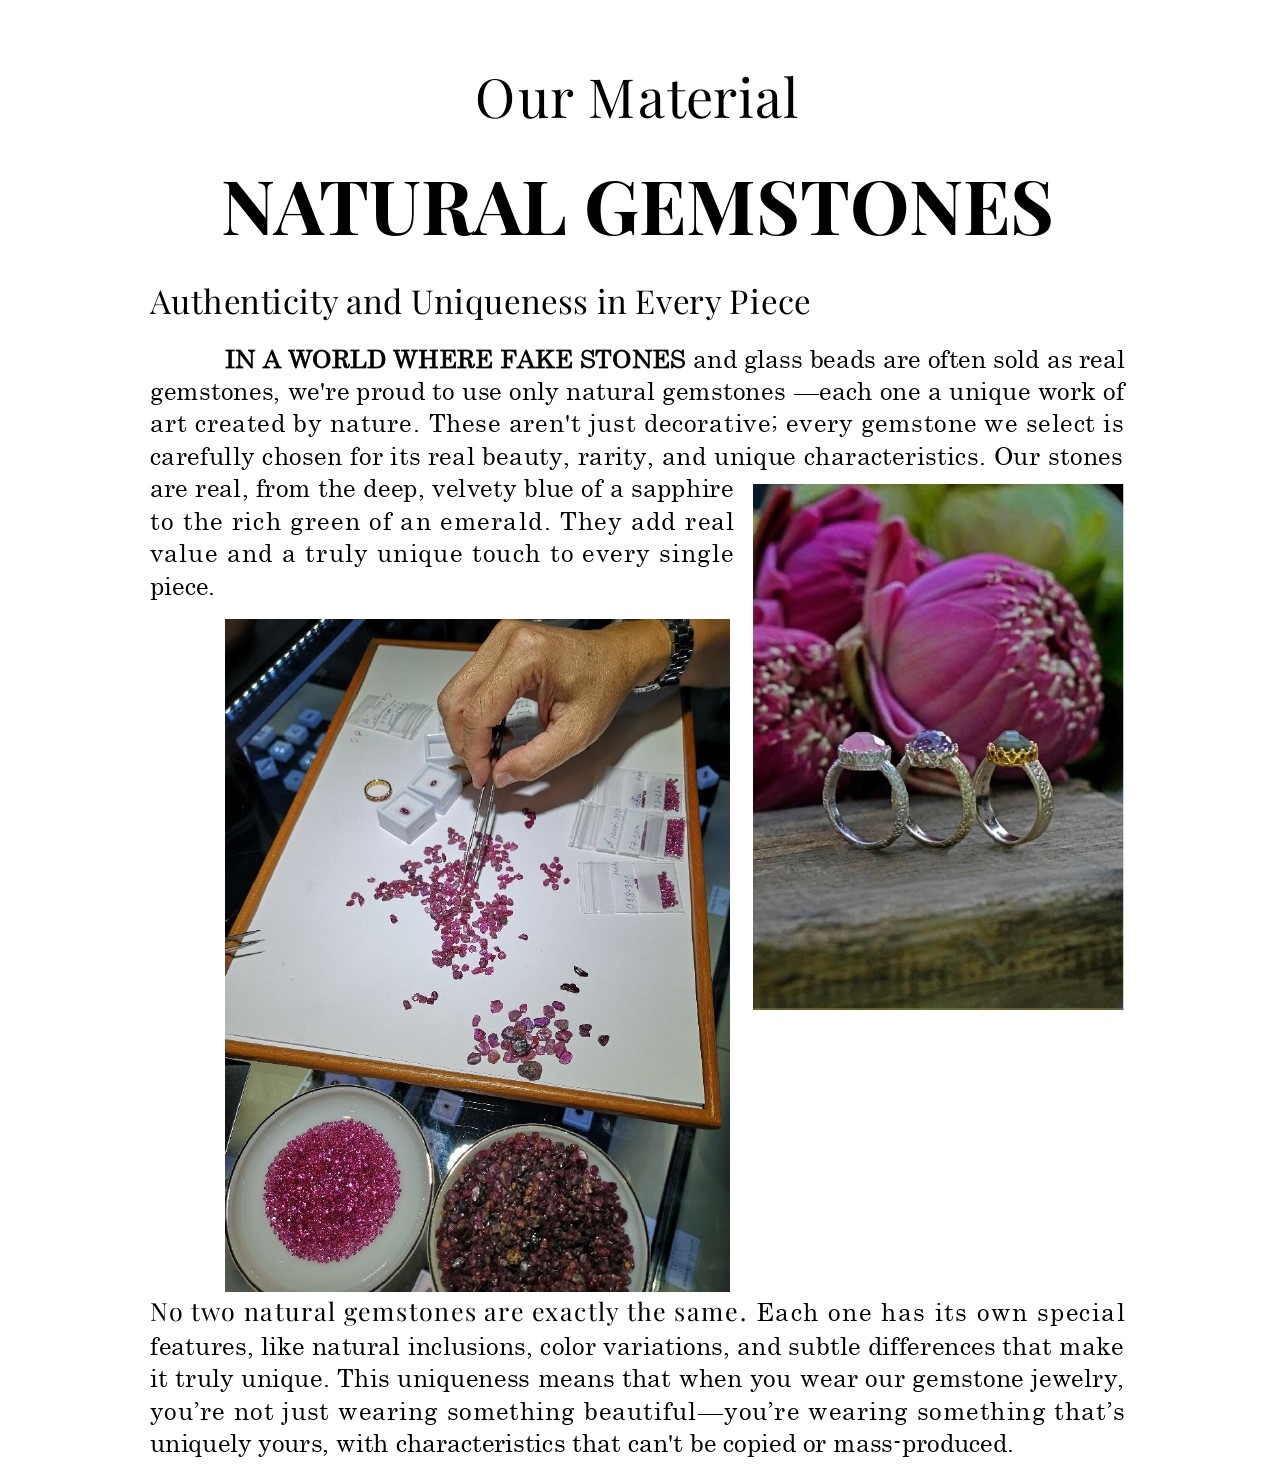 Our Material
NATURAL GEMSTONES
Authenticity and Uniqueness in Every Piece
IN A WORLD WHERE FAKE STONES and glass beads are often sold as real
gemstones, we're proud to use only natural gemstones —each one a unique work of
art created by nature. These aren't just decorative; every gemstone we select is
carefully chosen for its real beauty, rarity, and unique characteristics. Our stones
are real, from the deep, velvety blue of a sapphire
to the rich green of an emerald. They add real
value and a truly unique touch to every single
piece.
No two natural gemstones are exactly the same. Each one has its own special
features, like natural inclusions, color variations, and subtle differences that make
it truly unique. This uniqueness means that when you wear our gemstone jewelry,
you’re not just wearing something beautiful—you’re wearing something that’s
uniquely yours, with characteristics that can't be copied or mass-produced.